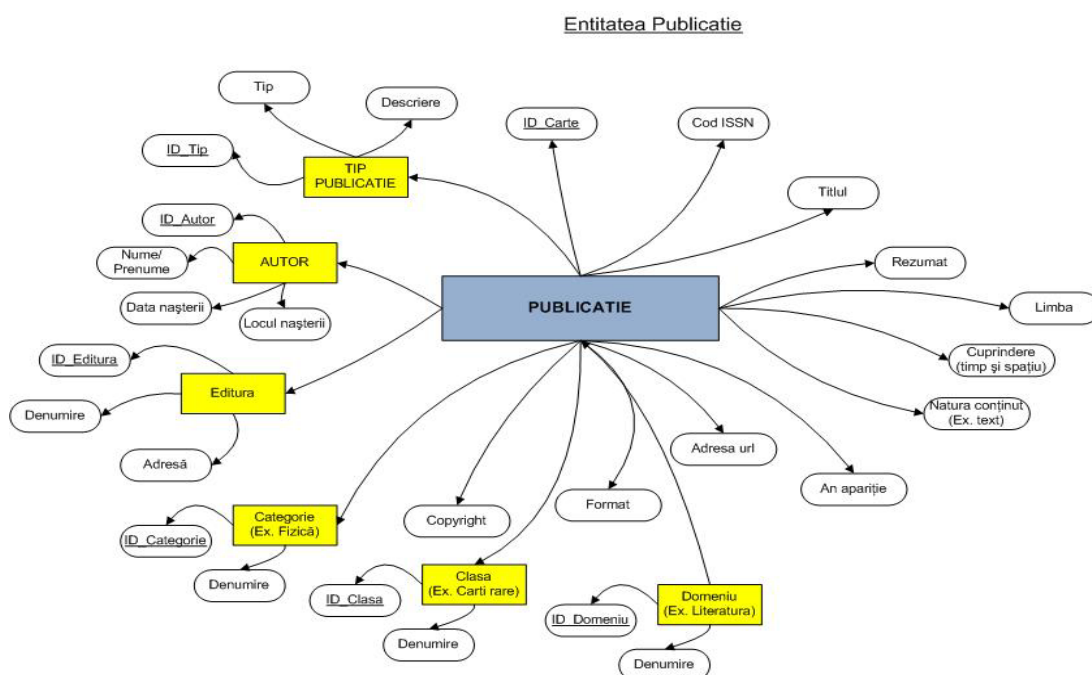 Entitatea Publicatie
Tip
Descriere
ID_Carte
Cod ISSN
ID_Tip
TIP
PUBLICATIE
Titlul
ID_Autor
Nume/
Prenume
AUTOR
Rezumat
Data naşterii
Locul naşterii
PUBLICATIE
Limba
ID_Editura
Cuprindere
(timp şi spaţiu)
Editura
Denumire
Natura conţinut
(Ex. text)
Adresă
Adresa url
An apariţie
Format
Copyright
Categorie
(Ex. Fizică)
ID_Categorie
Denumire
Clasa
(Ex. Carti rare)
ID_Clasa
Denumire
Domeniu
(Ex. Literatura)
ID_Domeniu
Denumire